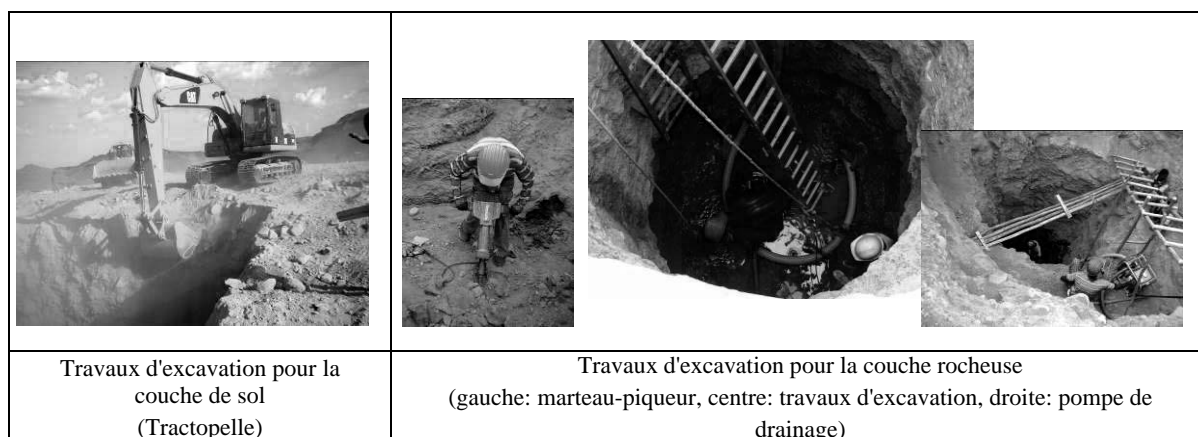 CAT
Travaux d'excavation pour la
couche de sol
(Tractopelle)
Travaux d'excavation pour la couche rocheuse
(gauche: marteau-piqueur, centre: travaux d'excavation, droite: pompe de
drainage)